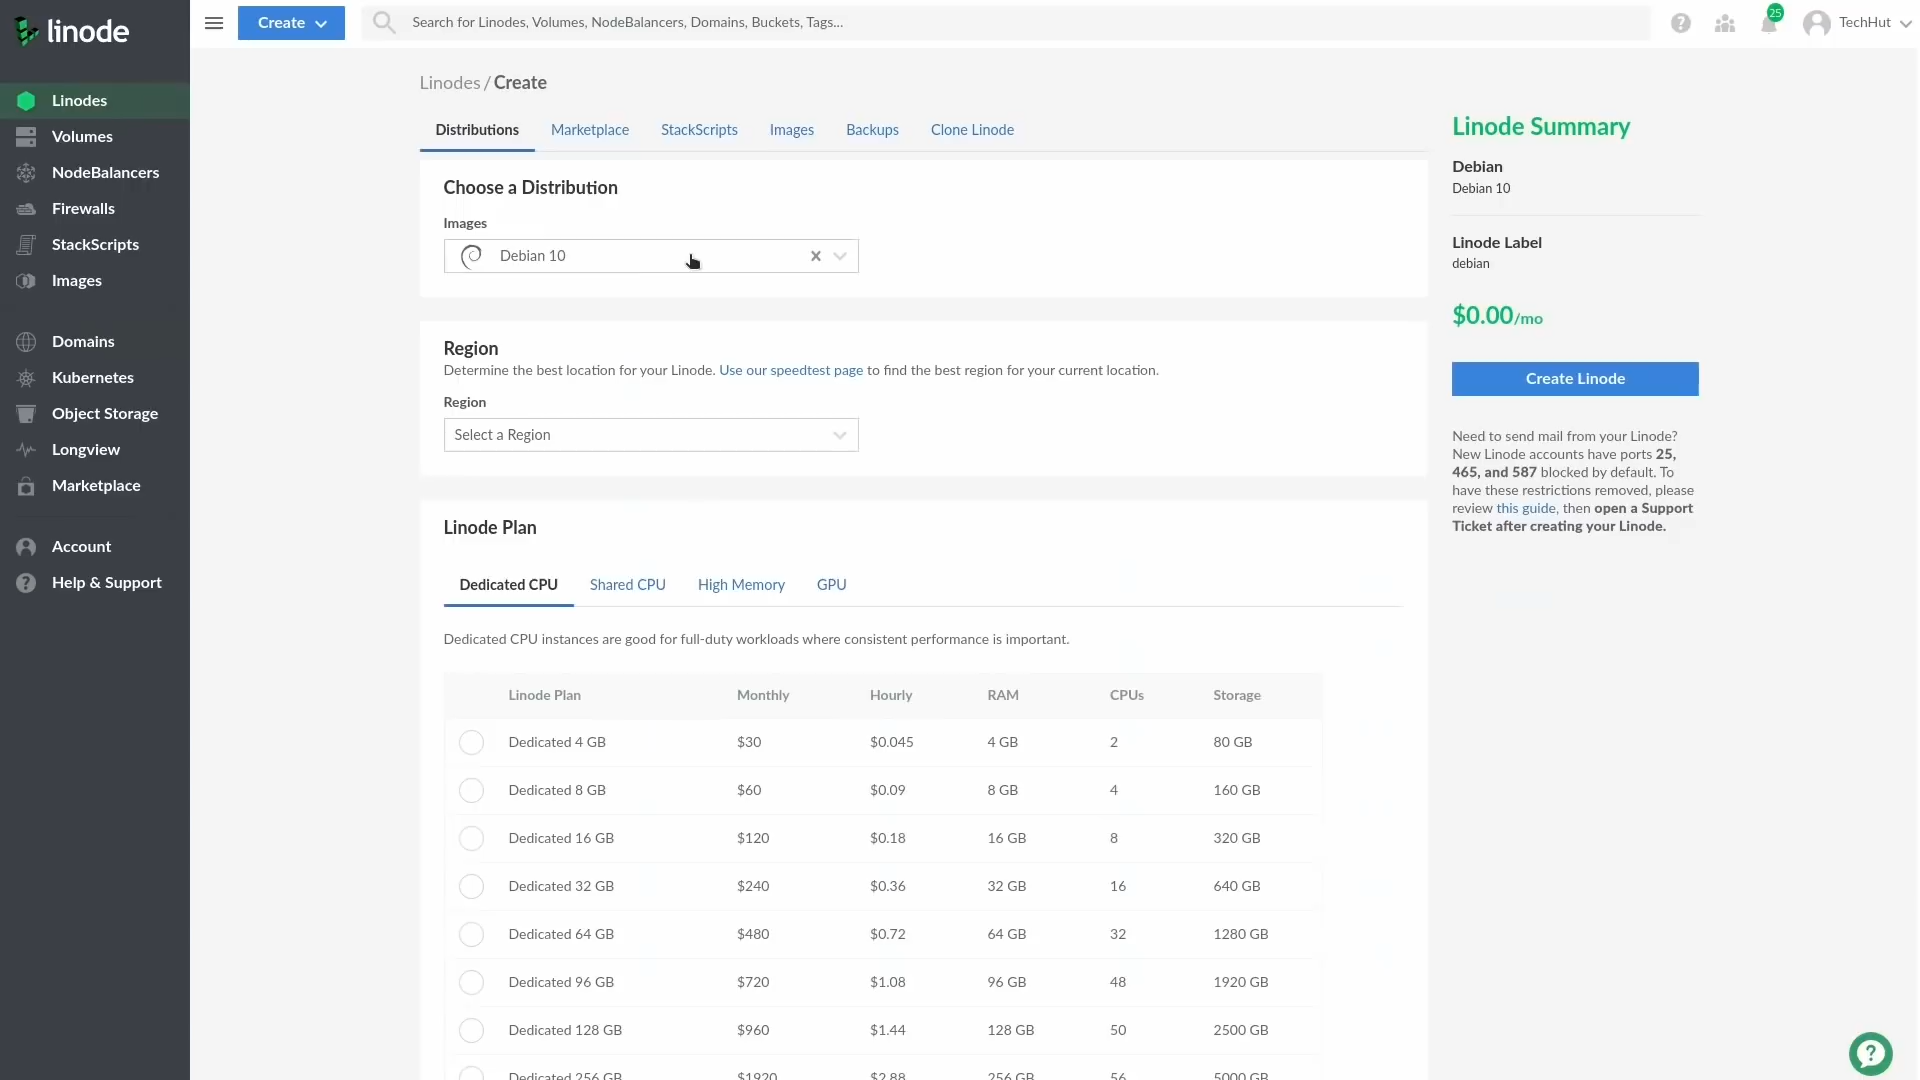 linode
Create
Search for Linodes, Volumes, NodeBalancers, Domains, Buckets, Tags...
25
TechHut
Linodes
Volumes
NodeBalancers
Firewalls
StackScripts
Images
Domains
Kubernetes
Object Storage
Longview
Marketplace
Account
Help & Support
Linodes / Create
Distributions Marketplace StackScripts Images Backups Clone Linode
Choose a Distribution
Images
Debian 10
Region
Determine the best location for your Linode. Use our speedtest page to find the best region for your current location.
Region
Select a Region
Linode Plan
Dedicated CPU Shared CPU High Memory GPU
Dedicated CPU instances are good for full-duty workloads where consistent performance is important.
Linode Plan Monthly Hourly RAM CPUs Storage
Dedicated 4 GB $30 $0.045 4 GB 2 80 GB
Dedicated 8 GB $60 $0.09 8 GB 4 160 GB
Dedicated 16 GB $120 $0.18 16 GB 8 320 GB
Dedicated 32 GB $240 $0.36 32 GB 16 640 GB
Dedicated 64 GB $480 $0.72 64 GB 32 1280 GB
Dedicated 96 GB $720 $1.08 96 GB 48 1920 GB
Dedicated 128 GB $960 $1.44 128 GB 50 2500 GB
Dedicated 256 GB $1920 $2.88 256 GB 56 5000 GB
Linode Summary
Debian
Debian 10
Linode Label
debian
$0.00/mo
Create Linode
Need to send mail from your Linode?
New Linode accounts have ports 25,
465, and 587 blocked by default. To
have these restrictions removed, please
review this guide, then open a Support
Ticket after creating your Linode.